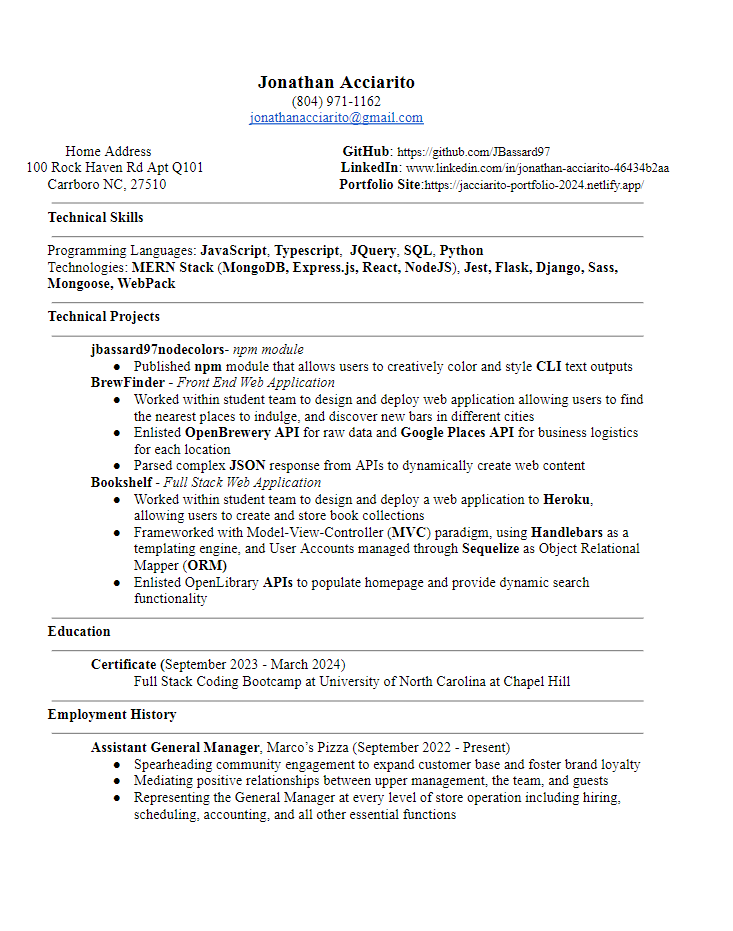 Jonathan Acciarito
(804) 971-1162
jonathanacciarito@gmail.com
Home Address GitHub: https://github.com/JBassard97
100 Rock Haven Rd Apt Q101 LinkedIn: www.linkedin.com/in/jonathan-acciarito-46434b2aa
Carrboro NC, 27510 Portfolio Site:https://jacciarito-portfolio-2024.netlify.app/
Technical Skills
Programming Languages: JavaScript, Typescript, JQuery, SQL, Python
Technologies: MERN Stack (MongoDB, Express.js, React, NodeJS), Jest, Flask, Django, Sass,
Mongoose, WebPack
Technical Projects
jbassard97nodecolors- npm module
● Published npm module that allows users to creatively color and style CLI text outputs
BrewFinder - Front End Web Application
● Worked within student team to design and deploy web application allowing users to find
the nearest places to indulge, and discover new bars in different cities
● Enlisted OpenBrewery API for raw data and Google Places API for business logistics
for each location
● Parsed complex JSON response from APIs to dynamically create web content
Bookshelf - Full Stack Web Application
● Worked within student team to design and deploy a web application to Heroku,
allowing users to create and store book collections
● Frameworked with Model-View-Controller (MVC) paradigm, using Handlebars as a
templating engine, and User Accounts managed through Sequelize as Object Relational
Mapper (ORM)
● Enlisted OpenLibrary APIs to populate homepage and provide dynamic search
functionality
Education
Certificate (September 2023 - March 2024)
Full Stack Coding Bootcamp at University of North Carolina at Chapel Hill
Employment History
Assistant General Manager, Marco's Pizza (September 2022 - Present)
● Spearheading community engagement to expand customer base and foster brand loyalty
● Mediating positive relationships between upper management, the team, and guests
● Representing the General Manager at every level of store operation including hiring,
scheduling, accounting, and all other essential functions